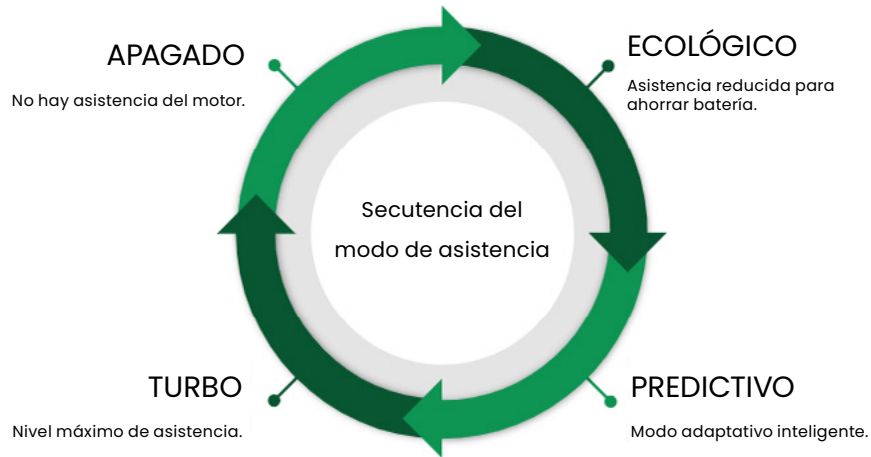 APAGADO
No hay asistencia del motor.
ECOLÓGICO
Asistencia reducida para
ahorrar batería.
Secutencia del
modo de asistencia
TURBO
Nivel máximo de asistencia.
PREDICTIVO
Modo adaptativo inteligente.